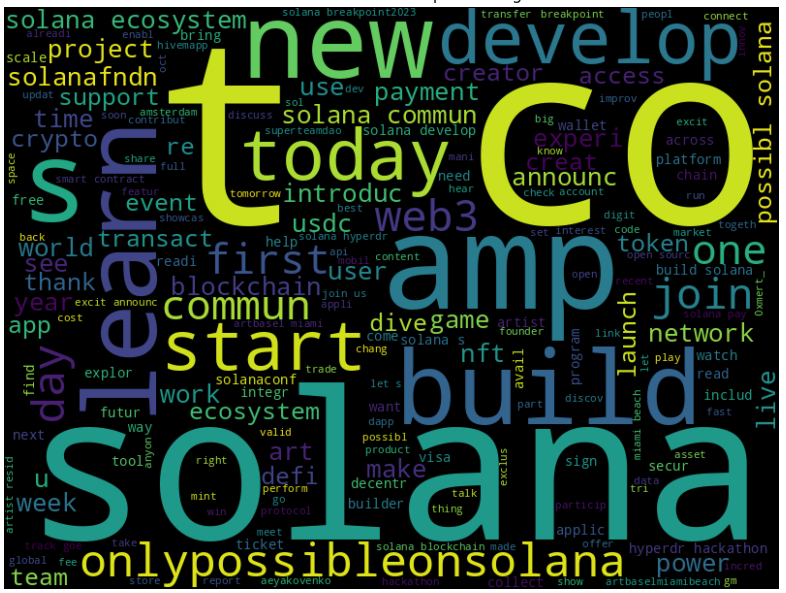 solana breakpoint2023
transfer breakpoint
peopl
connect
solana ecosystem
new
develop
alreadi
enabl
bring
hivemapp
project
scale
solanafndn
oct
creator
access
innov
possibl solana
updat
dev
support
use
payment
improv
t
co
time
soon
contribut
amsterdam
discuss
sol
solana commun
big
wallet
excit
crypto
re
superteamdao
solana develop
experi
across
today
mani
know
platform
space
share
full
creat
chain
smart contract
featur
need
announc
s
free
tomorrow
introduc
hear
check
account
run
event
showcas
best
web3
digit
usdc
set
interest
code
market
togeth
back
world
transact
help
solana hyperdr
amp
token
one
learn
first
api
user
content
open sourc
see
readi
mobil
open
build solana
recent
0xmert_
thank
blockchain
join us
join
year
excit announc
commun
appli
artist
launch
solana pay
cost
app
artbasel miami
dive
game
founder
link
network
start
come
solana s
chang
nft
avail
program
let
play
watch
explor
trade
build
read
day
find
solanaconf
let s
discov
includ
live
work
integr
want
part
fast
futur
ecosystem
dapp
miami beach
next
way
valid
possibl
solana
anyon
tool
right
art
product
visa
sign
asset
u
defi
decentr
make
exclus
secur
artist resid
mint
perform
talk
tri
data
week
go
builder
thing
particip
win
protocol
meet
applic
track goe
take
ticket
solana blockchain
made
offer
hyperdr hackathon
global
fee
onlypossibleonsolana
power
incred
team
store
report
aeyakovenko
hackathon
collect
show
artbaselmiamibeach
gm